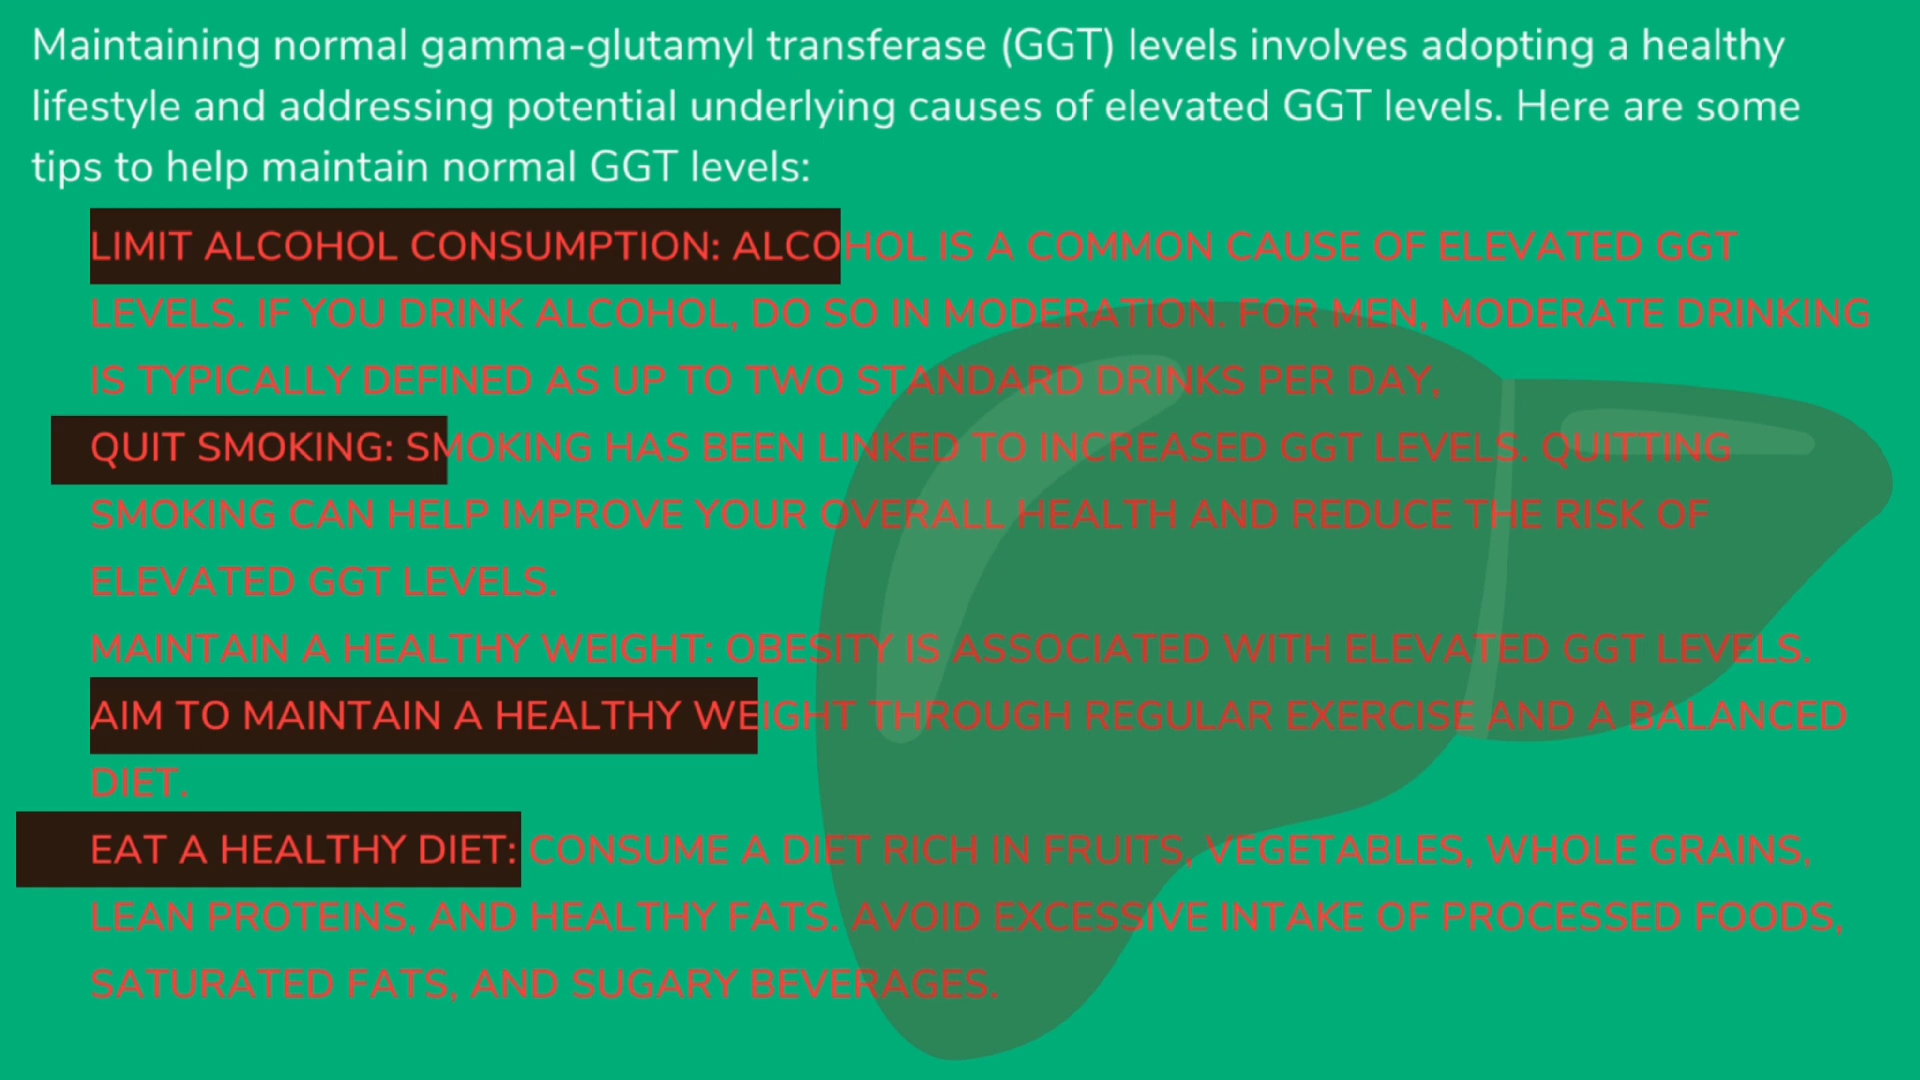 Maintaining normal gamma-glutamyl transferase (GGT) levels involves adopting a healthy
lifestyle and addressing potential underlying causes of elevated GGT levels. Here are some
tips to help maintain normal GGT levels:
LIMIT ALCOHOL CONSUMPTION: ALCOHOL IS A COMMON CAUSE OF ELEVATED GGT
LEVELS. IF YOU DRINK ALCOHOL, DO SO IN MODERATION. FOR MEN, MODERATE DRINKING
IS TYPICALLY DEFINED AS UP TO TWO STANDARD DRINKS PER DAY,
QUIT SMOKING: SMOKING HAS BEEN LINKED TO INCREASED GGT LEVELS. QUITTING
SMOKING CAN HELP IMPROVE YOUR OVERALL HEALTH AND REDUCE THE RISK OF
ELEVATED GGT LEVELS.
MAINTAIN A HEALTHY WEIGHT: OBESITY IS ASSOCIATED WITH ELEVATED GGT LEVELS.
AIM TO MAINTAIN A HEALTHY WEIGHT THROUGH REGULAR EXERCISE AND A BALANCED
DIET.
EAT A HEALTHY DIET: CONSUME A DIET RICH IN FRUITS, VEGETABLES, WHOLE GRAINS,
LEAN PROTEINS, AND HEALTHY FATS. AVOID EXCESSIVE INTAKE OF PROCESSED FOODS,
SATURATED FATS, AND SUGARY BEVERAGES.